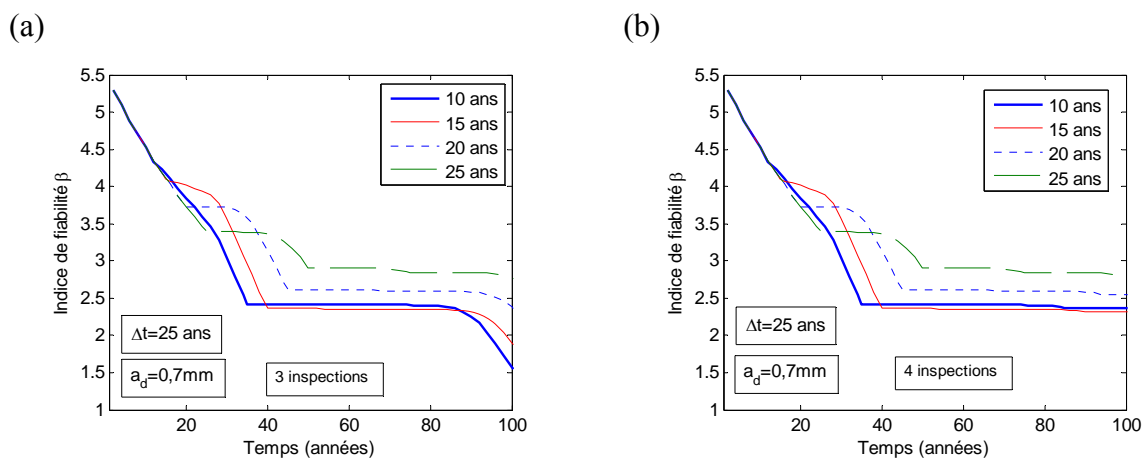 (a)
5.5
5
4.5
4
3.5
3
2.5
2
1.5
1
Indice de fiabilité β
20
40
60
80
100
Temps (années)
10 ans
15 ans
20 ans
25 ans
Δt=25 ans
a_d=0,7mm
3 inspections
(b)
5.5
5
4.5
4
3.5
3
2.5
2
1.5
1
Indice de fiabilité β
20
40
60
80
100
Temps (années)
10 ans
15 ans
20 ans
25 ans
Δt=25 ans
a_d=0,7mm
4 inspections